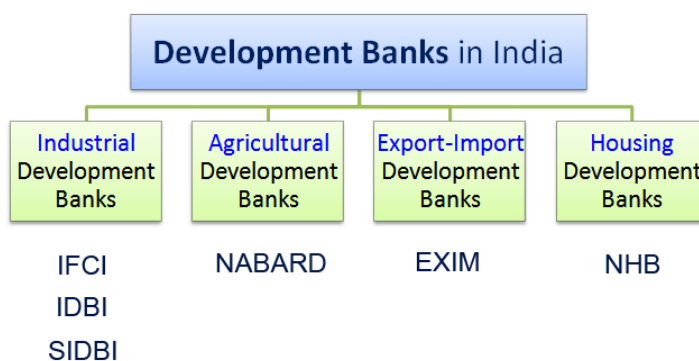 Development Banks in India
Industrial
Development
Banks
Agricultural
Development
Banks
Export-Import
Development
Banks
Housing
Development
Banks
IFCI
IDBI
SIDBI
NABARD
EXIM
NHB